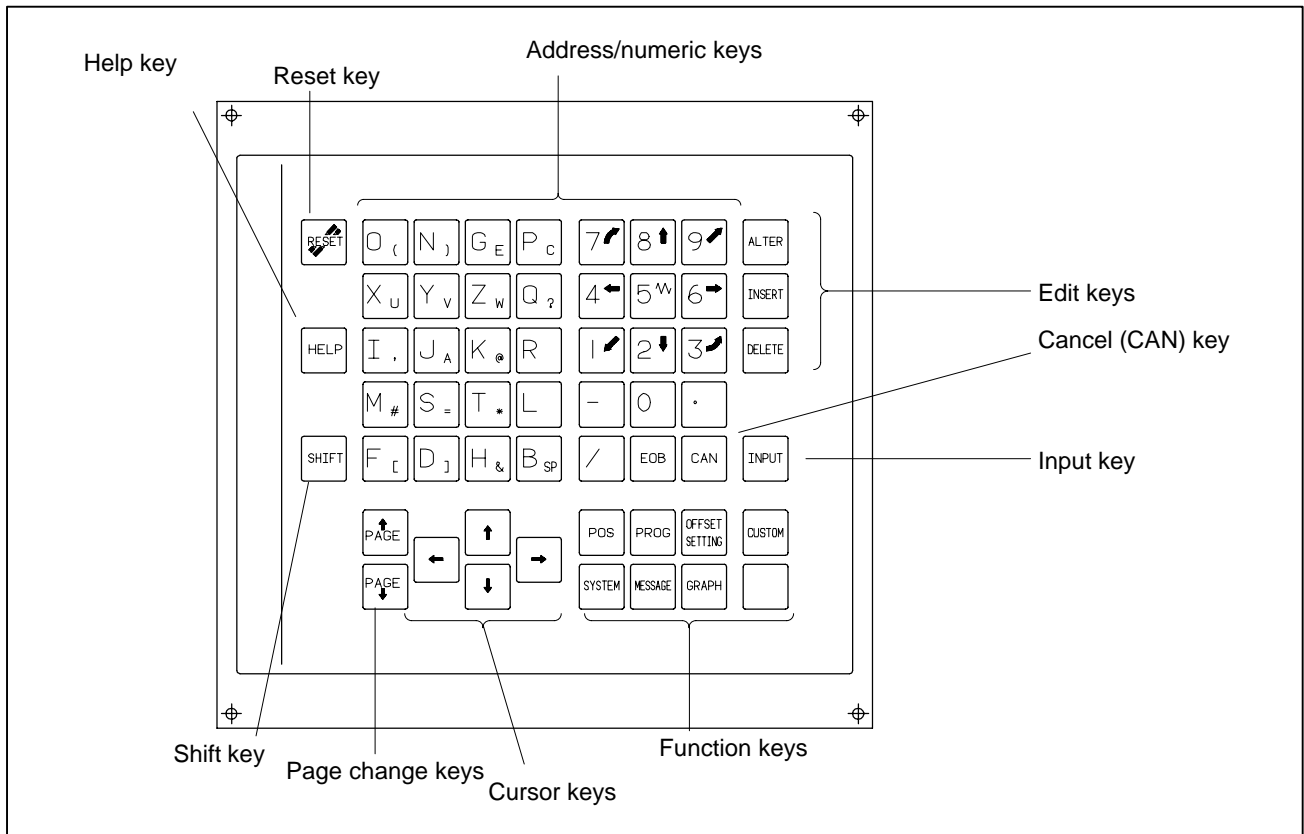 Address/numeric keys
Help key
Reset key
RESET O ( N ) G E P C 7 8 9 ALTER
X U Y V Z W Q ? 4 5 6 INSERT
Edit keys
HELP I , J A K @ R 1 2 3 DELETE
Cancel (CAN) key
M # S = T * L - 0 .
SHIFT F [ D ] H & B SP / EOB CAN INPUT
Input key
PAGE POS PROG OFFSET SETTING CUSTOM
PAGE SYSTEM MESSAGE GRAPH
Shift key
Page change keys
Cursor keys
Function keys